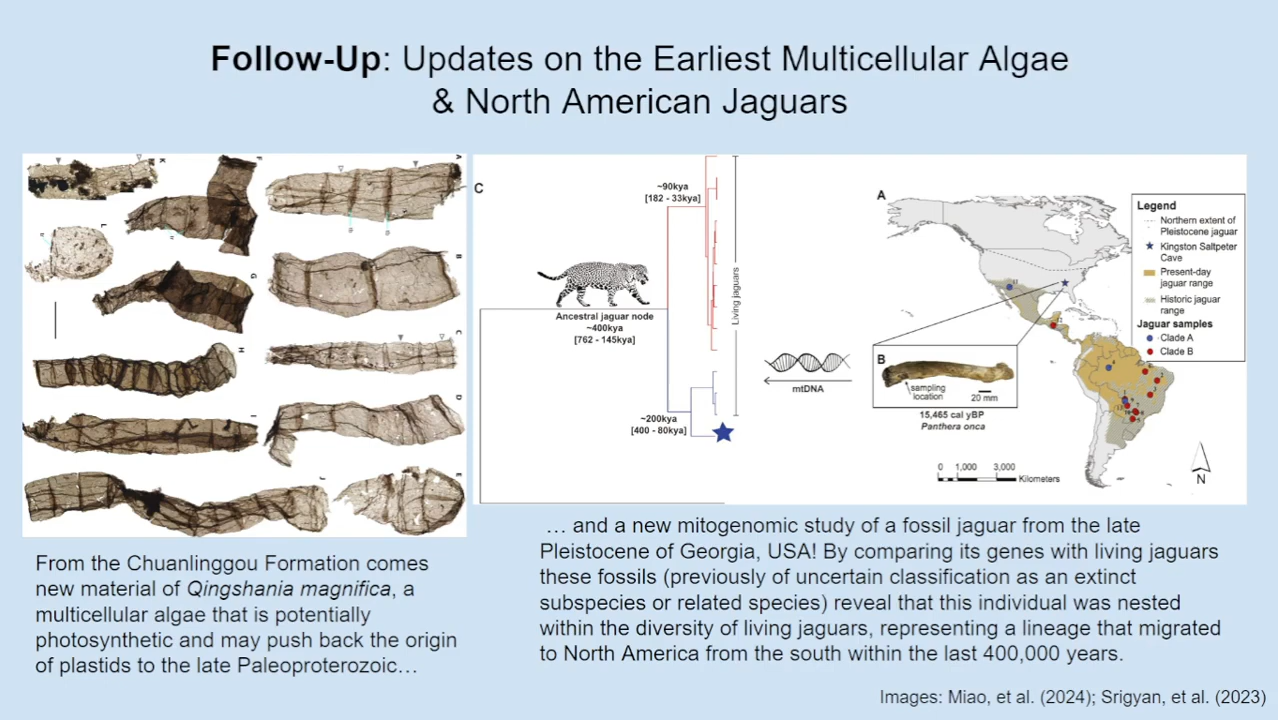 Follow-Up: Updates on the Earliest Multicellular Algae
& North American Jaguars
A
B
C
D
E
F
G
H
I
J
K
L
M
C
~90kya
[182 - 33kya]
Ancestral jaguar node
~400kya
[762 - 145kya]
~200kya
[400 - 80kya]
Living jaguars
mtDNA
A
Legend
Northern extent of
Pleistocene jaguar
Kingston Saltpeter
Cave
Present-day
jaguar range
Historic jaguar
range
Jaguar samples
Clade A
Clade B
B
sampling
location
20 mm
15,465 cal yBP
Panthera onca
0 1,000 3,000
Kilometers
N
From the Chuanlinggou Formation comes
new material of Qingshania magnifica, a
multicellular algae that is potentially
photosynthetic and may push back the origin
of plastids to the late Paleoproterozoic…
… and a new mitogenomic study of a fossil jaguar from the late
Pleistocene of Georgia, USA! By comparing its genes with living jaguars
these fossils (previously of uncertain classification as an extinct
subspecies or related species) reveal that this individual was nested
within the diversity of living jaguars, representing a lineage that migrated
to North America from the south within the last 400,000 years.
Images: Miao, et al. (2024); Srigyan, et al. (2023)